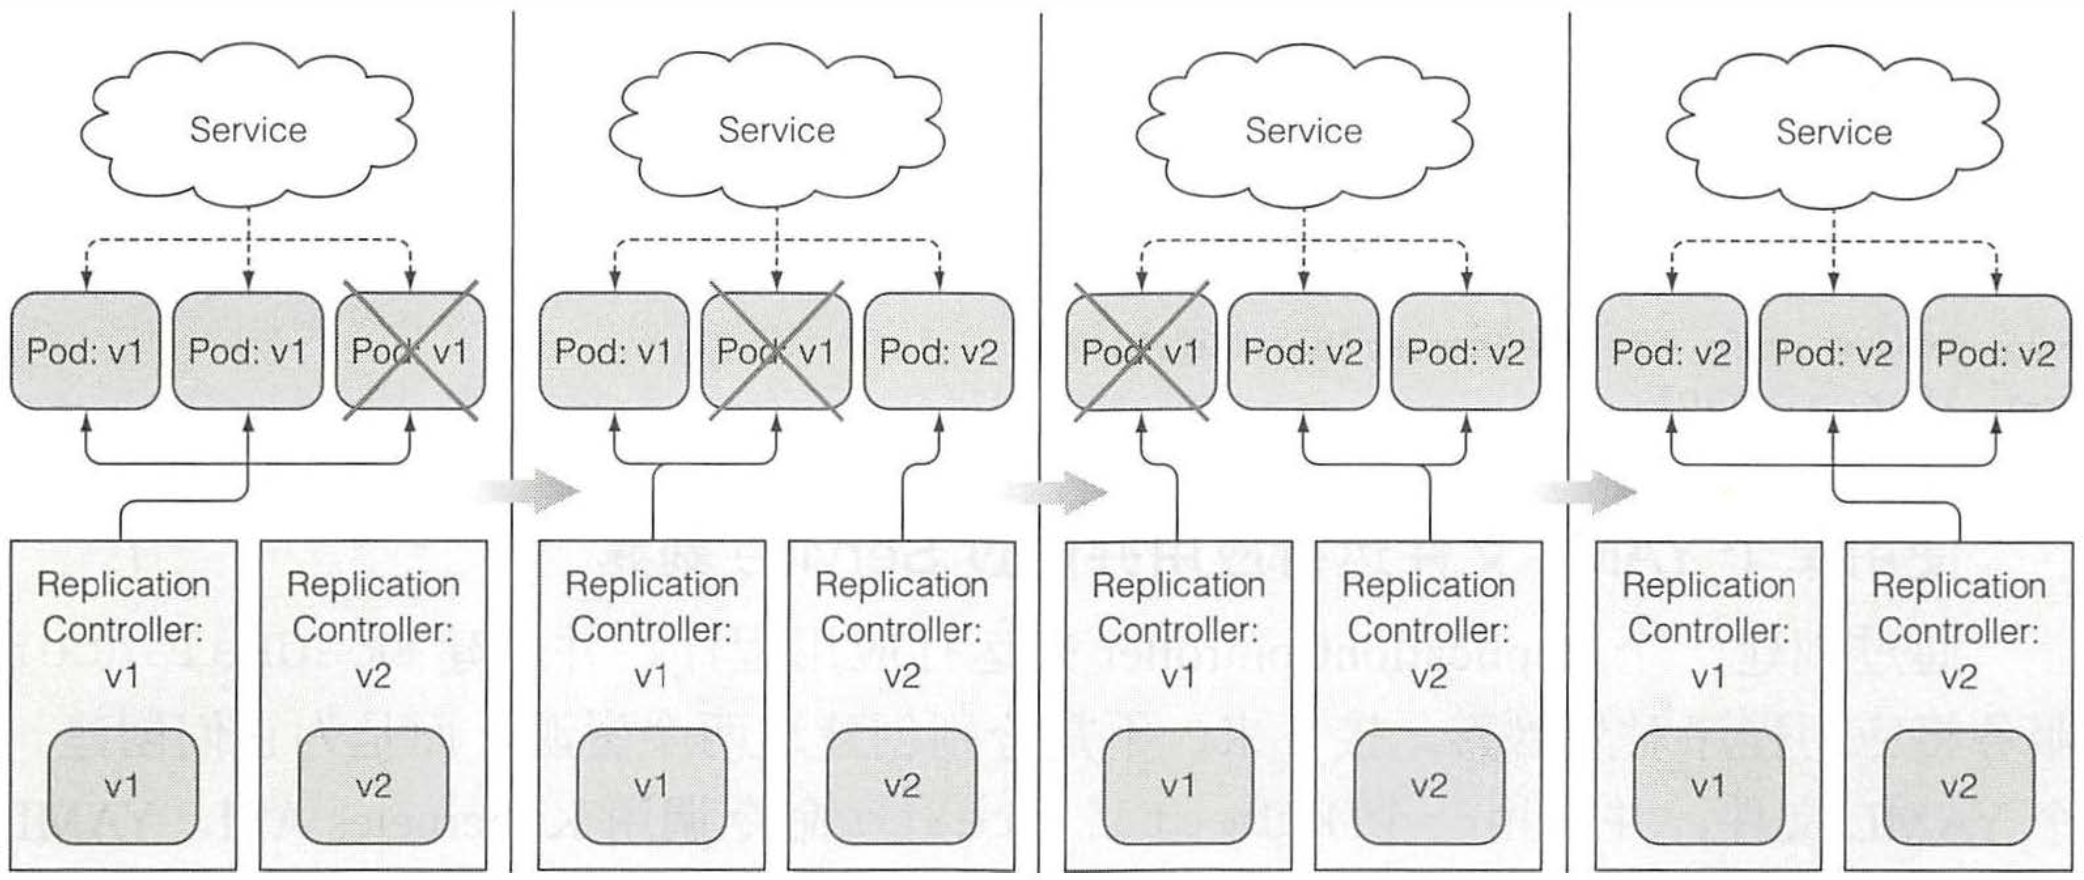 Service
Pod: v1 Pod: v1 Pod: v1
Replication
Controller:
v1
v1
Replication
Controller:
v2
v2
Service
Pod: v1 Pod: v1 Pod: v2
Replication
Controller:
v1
v1
Replication
Controller:
v2
v2
Service
Pod: v1 Pod: v2 Pod: v2
Replication
Controller:
v1
v1
Replication
Controller:
v2
v2
Service
Pod: v2 Pod: v2 Pod: v2
Replication
Controller:
v1
v1
Replication
Controller:
v2
v2